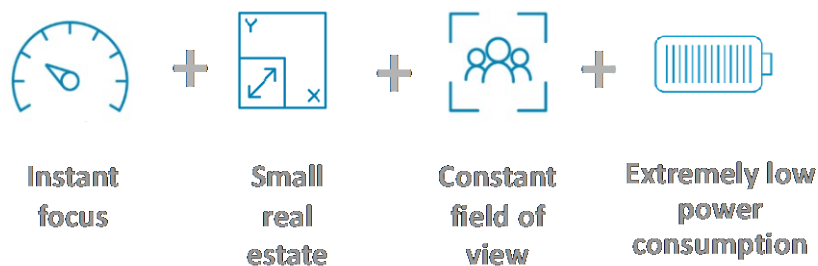 Y
X
Instant
focus
Small
real
estate
Constant
field of
view
Extremely low
power
consumption